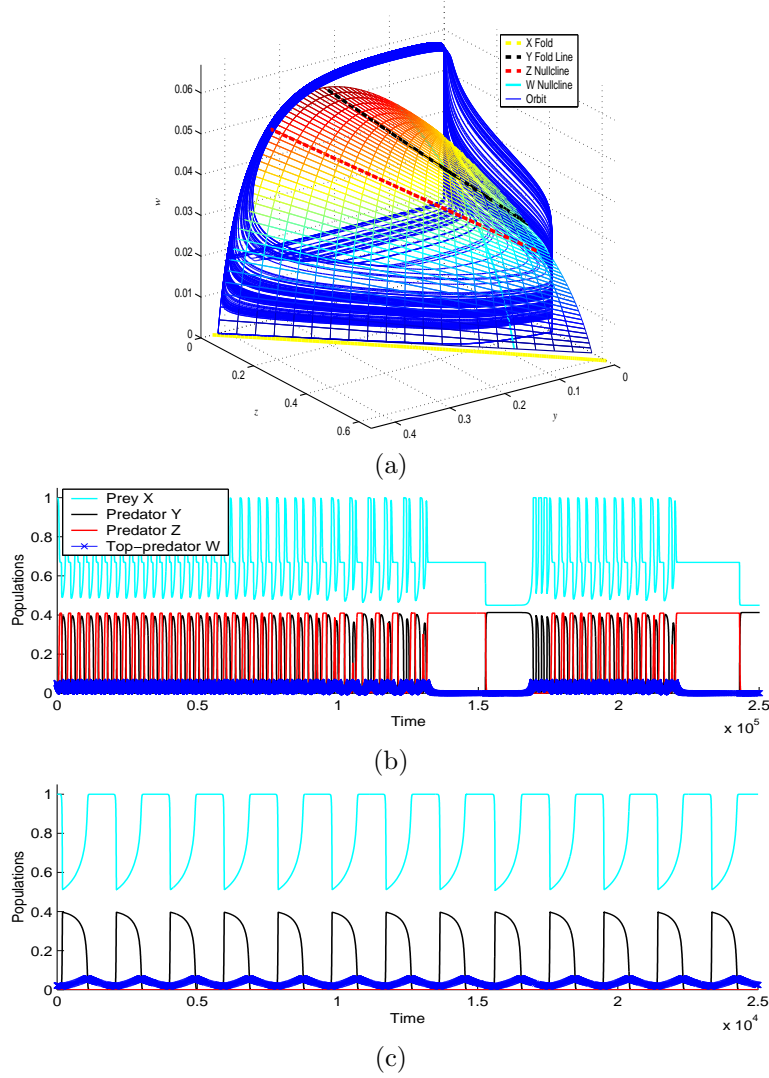 X Fold
Y Fold Line
Z Nullcline
W Nullcline
Orbit
0.06
0.05
0.04
0.03
0.02
0.01
0
w
0
0.2
0.4
0.6
z
0.4
0.3
0.2
0.1
0
y
(a)
Prey X
Predator Y
Predator Z
Top-predator W
1
0.8
0.6
0.4
0.2
0
Populations
0 0.5 1 1.5 2 2.5
Time
x 10^5
(b)
1
0.8
0.6
0.4
0.2
0
Populations
0 0.5 1 1.5 2 2.5
Time
x 10^4
(c)